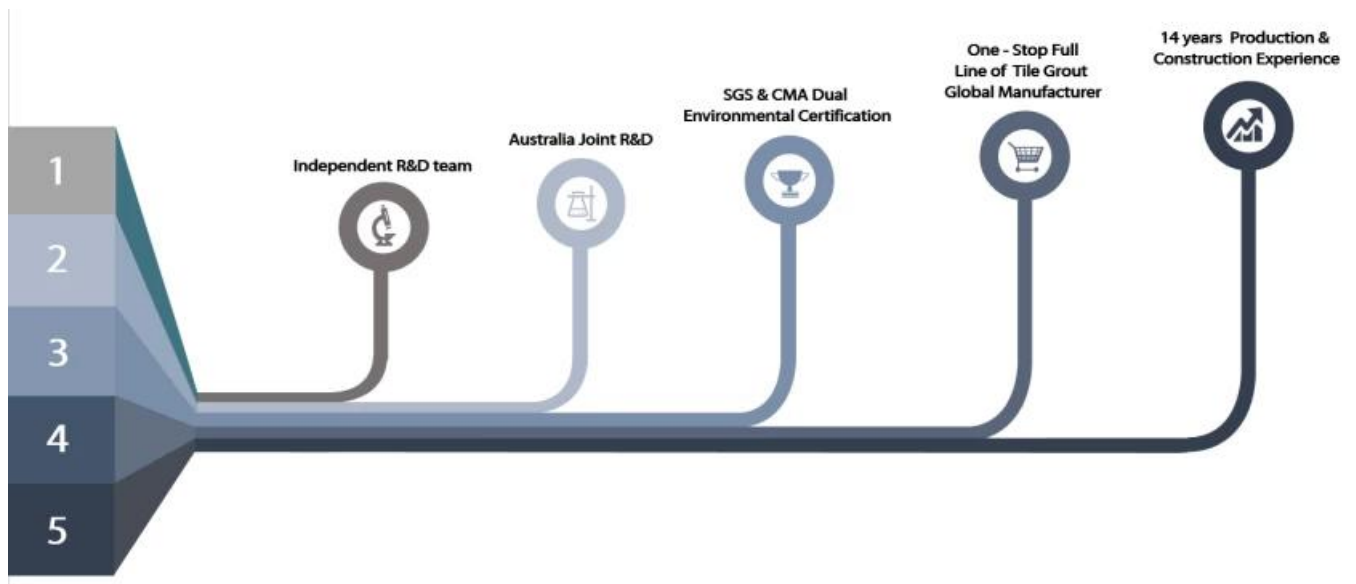 1
2
3
4
5
Independent R&D team
Australia Joint R&D
SGS & CMA Dual
Environmental Certification
One - Stop Full
Line of Tile Grout
Global Manufacturer
14 years Production &
Construction Experience